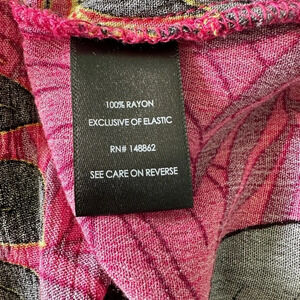 100% RAYON
EXCLUSIVE OF ELASTIC
RN# 148862
SEE CARE ON REVERSE